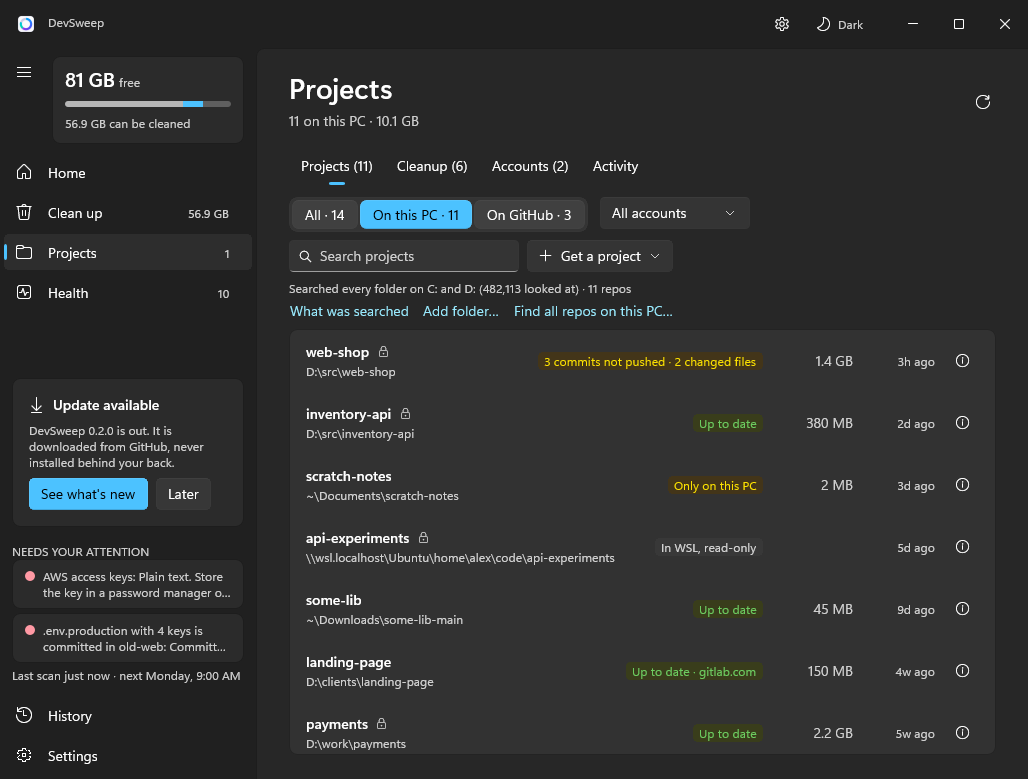 DevSweep
Dark
81 GB free
56.9 GB can be cleaned
Home
Clean up 56.9 GB
Projects 1
Health 10
Update available
DevSweep 0.2.0 is out. It is
downloaded from GitHub, never
installed behind your back.
See what's new Later
NEEDS YOUR ATTENTION
AWS access keys: Plain text. Store
the key in a password manager o...
.env.production with 4 keys is
committed in old-web: Committ...
Last scan just now · next Monday, 9:00 AM
History
Settings
Projects
11 on this PC · 10.1 GB
Projects (11) Cleanup (6) Accounts (2) Activity
All · 14 On this PC · 11 On GitHub · 3 All accounts
Search projects Get a project
Searched every folder on C: and D: (482,113 looked at) · 11 repos
What was searched Add folder... Find all repos on this PC...
web-shop
D:\src\web-shop
3 commits not pushed · 2 changed files 1.4 GB 3h ago
inventory-api
D:\src\inventory-api
Up to date 380 MB 2d ago
scratch-notes
~\Documents\scratch-notes
Only on this PC 2 MB 3d ago
api-experiments
\\wsl.localhost\Ubuntu\home\alex\code\api-experiments
In WSL, read-only 5d ago
some-lib
~\Downloads\some-lib-main
Up to date 45 MB 9d ago
landing-page
D:\clients\landing-page
Up to date · gitlab.com 150 MB 4w ago
payments
D:\work\payments
Up to date 2.2 GB 5w ago